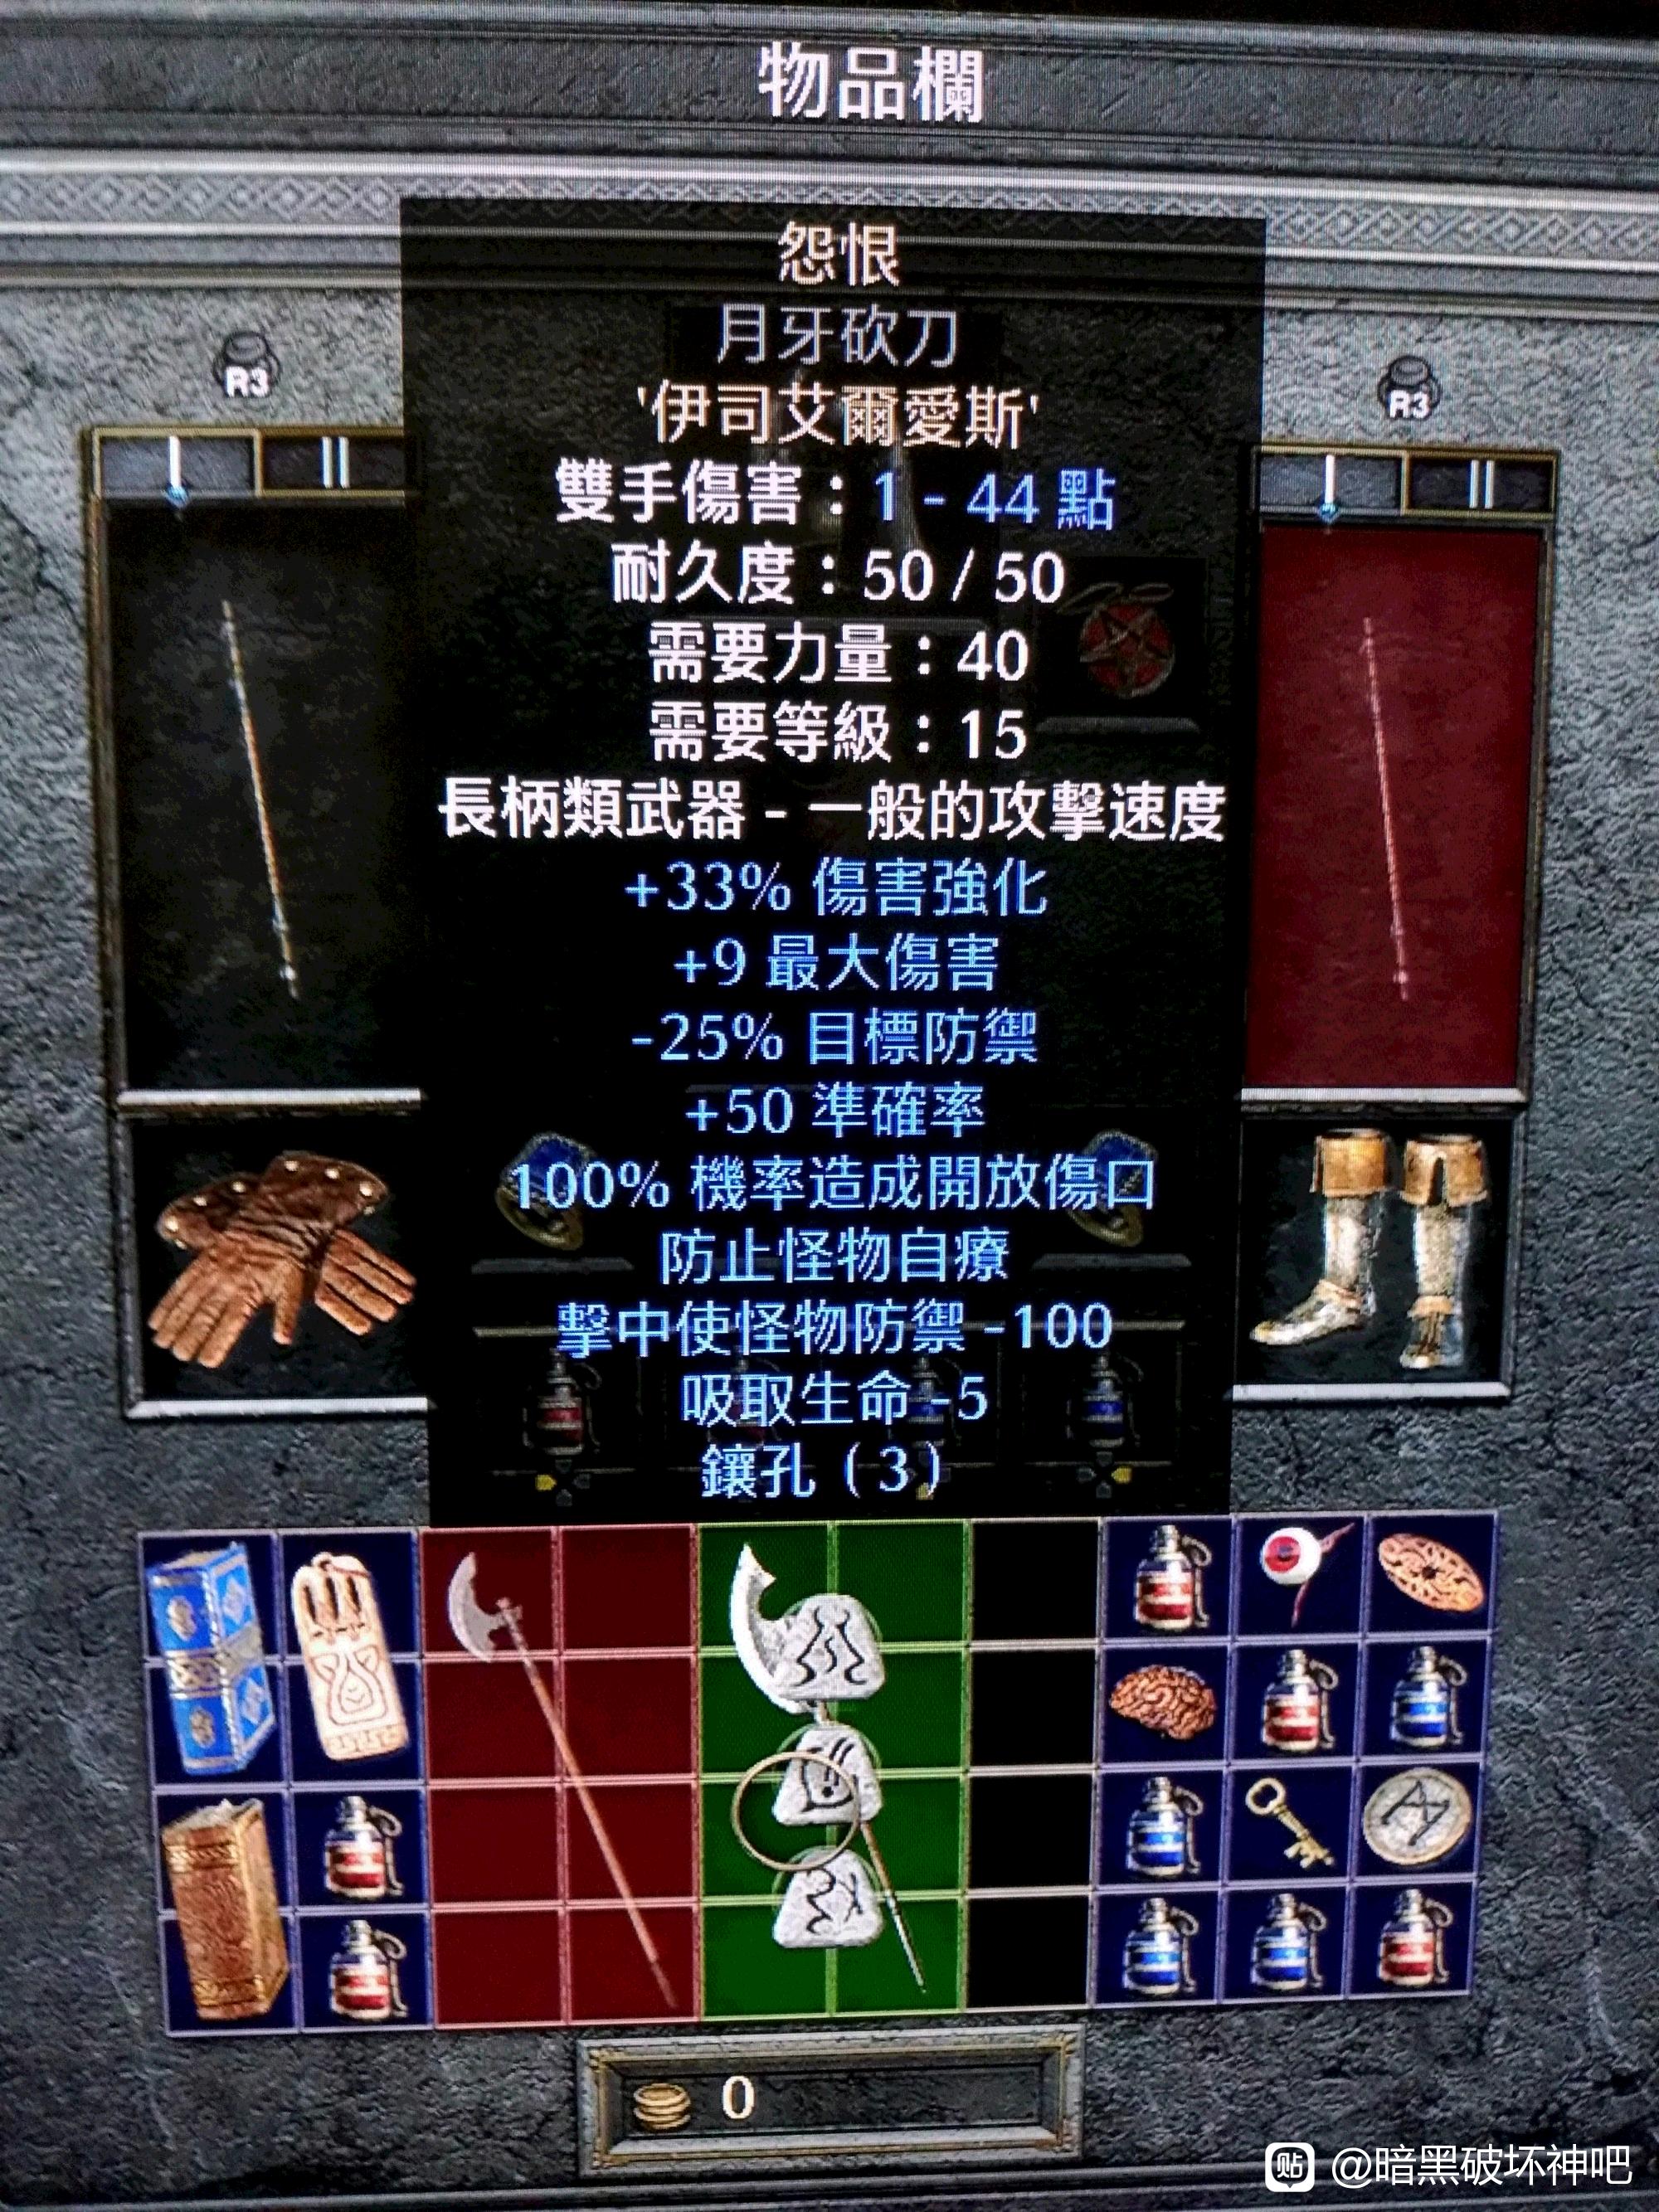 物品欄
怨恨
月牙砍刀
'伊司艾爾愛斯'
雙手傷害：1 - 44 點
耐久度：50 / 50
需要力量：40
需要等級：15
長柄類武器 - 一般的攻擊速度
+33% 傷害強化
+9 最大傷害
-25% 目標防禦
+50 準確率
100% 機率造成開放傷口
防止怪物自療
擊中使怪物防禦 -100
吸取生命 -5
鑲孔（3）
R3
R3
I II
I II
0
贴 @暗黑破坏神吧